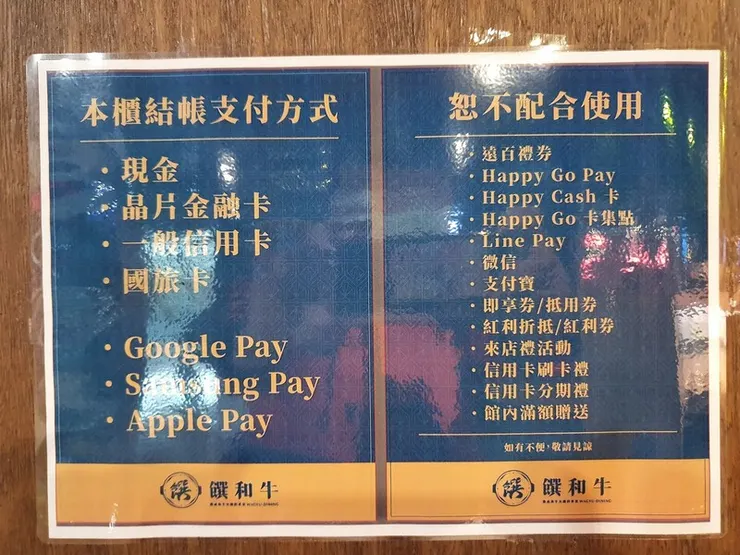 本櫃結帳支付方式
・現金
・晶片金融卡
・一般信用卡
・國旅卡
・Google Pay
・Samsung Pay
・Apple Pay
饌和牛
恕不配合使用
・遠百禮券
・Happy Go Pay
・Happy Cash 卡
・Happy Go 卡集點
・Line Pay
・微信
・支付寶
・即享券/抵用券
・紅利折抵/紅利券
・來店禮活動
・信用卡刷卡禮
・信用卡分期禮
・館內滿額贈送
如有不便,敬請見諒
饌
饌和牛